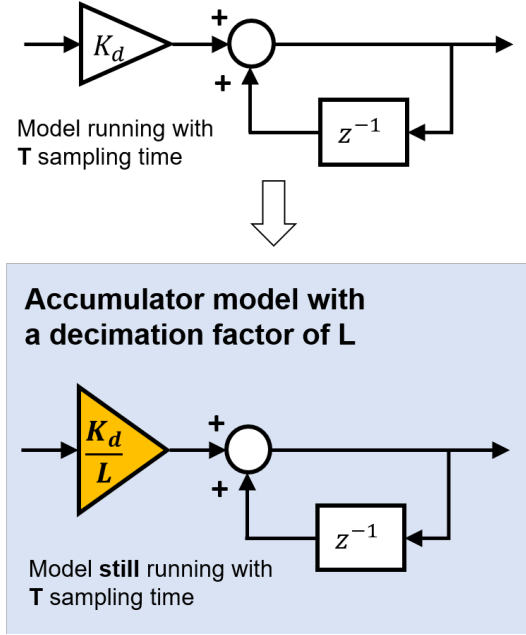 K_d
+
+
z^{-1}
Model running with
T sampling time
Accumulator model with
a decimation factor of L
K_d
L
+
+
z^{-1}
Model still running with
T sampling time